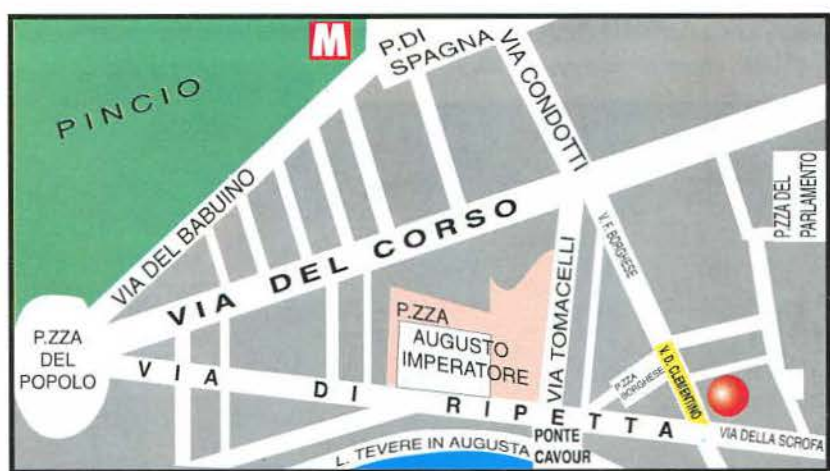 M
P.DI
SPAGNA
PINCIO
VIA CONDOTTI
VIA DEL BABUINO
VIA DEL CORSO
P.ZZA DEL
PARLAMENTO
V. F. BORGHESE
P.ZZA
DEL
POPOLO
P.ZZA
AUGUSTO
IMPERATORE
VIA TOMACELLI
VIA DI RIPETTA
P.ZZA
BORGHESE
V. D. CLEMENTINO
VIA DELLA SCROFA
L. TEVERE IN AUGUSTA
PONTE
CAVOUR